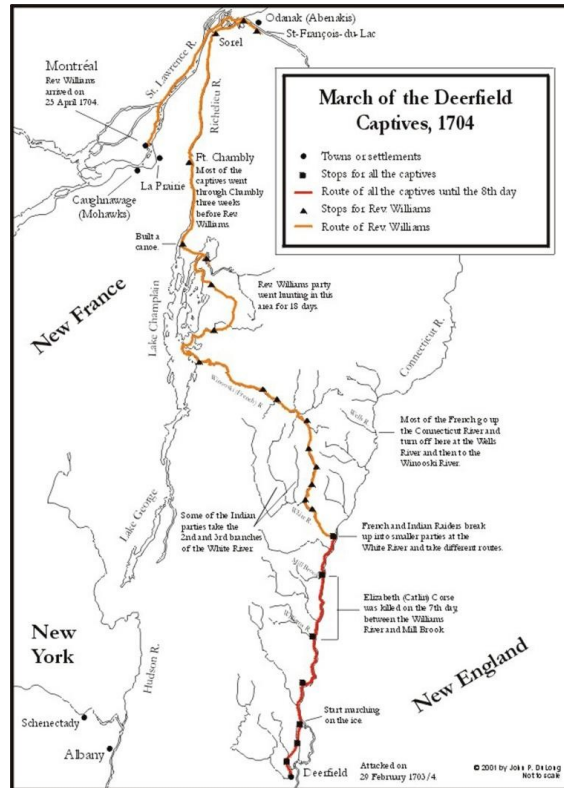 Odanak (Abenakis)
St-François-du-Lac
Sorel
St. Lawrence R.
Montréal
Rev. Williams
arrived on
25 April 1704.
Richelieu R.
March of the Deerfield
Captives, 1704
Towns or settlements
Stops for all the captives
Route of all the captives until the 8th day
Stops for Rev. Williams
Route of Rev. Williams
Ft. Chambly
Most of the
captives went
through Chambly
three weeks
before Rev.
Williams.
La Prairie
Caughnawage
(Mohawks)
Built a
canoe.
Rev. Williams party
went hunting in this
area for 18 days.
New France
Lake Champlain
Connecticut R.
Winooski (French) R.
Wells R.
Most of the French go up
the Connecticut River and
turn off here at the Wells
River and then to the
Winooski River.
Some of the Indian
parties take the
2nd and 3rd branches
of the White River.
White R.
Lake George
French and Indian Raiders break
up into smaller parties at the
White River and take different routes.
Mill Brook
Elizabeth (Catlin) Corse
was killed on the 7th day,
between the Williams
River and Mill Brook.
Williams R.
New
York
Hudson R.
New England
Schenectady
Albany
Start marching
on the ice.
Deerfield
Attacked on
29 February 1703/4.
© 2001 by John P. DeLong
Not to scale